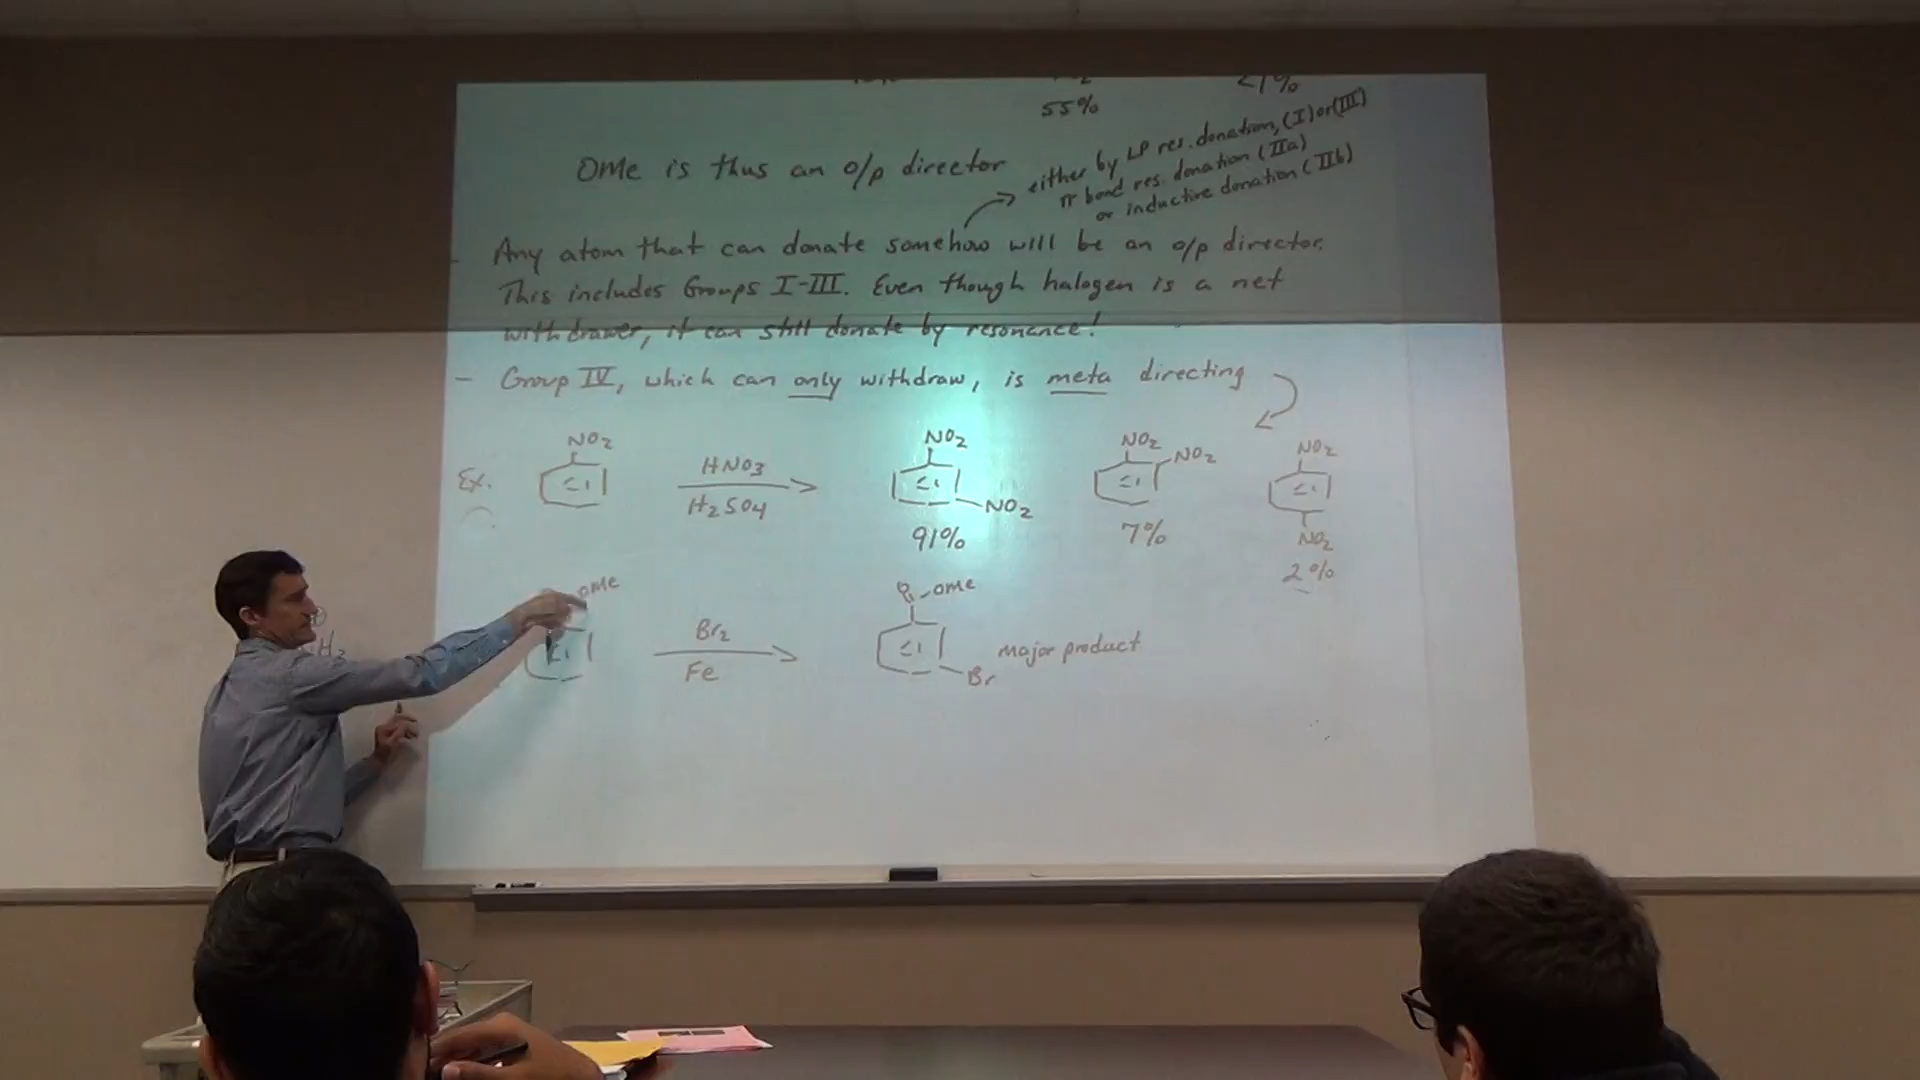 55%
<1%
OMe is thus an o/p director
either by LP res. donation, (I) or (III)
π bond res. donation (IIa)
or inductive donation (IIb)
- Any atom that can donate somehow will be an o/p director.
This includes Groups I-III. Even though halogen is a net
withdrawer, it can still donate by resonance!
- Group IV, which can only withdraw, is meta directing
Ex.
NO2
HNO3
H2SO4
NO2
NO2
91%
NO2
NO2
7%
NO2
NO2
2%
OMe
Br2
Fe
OMe
Br
major product